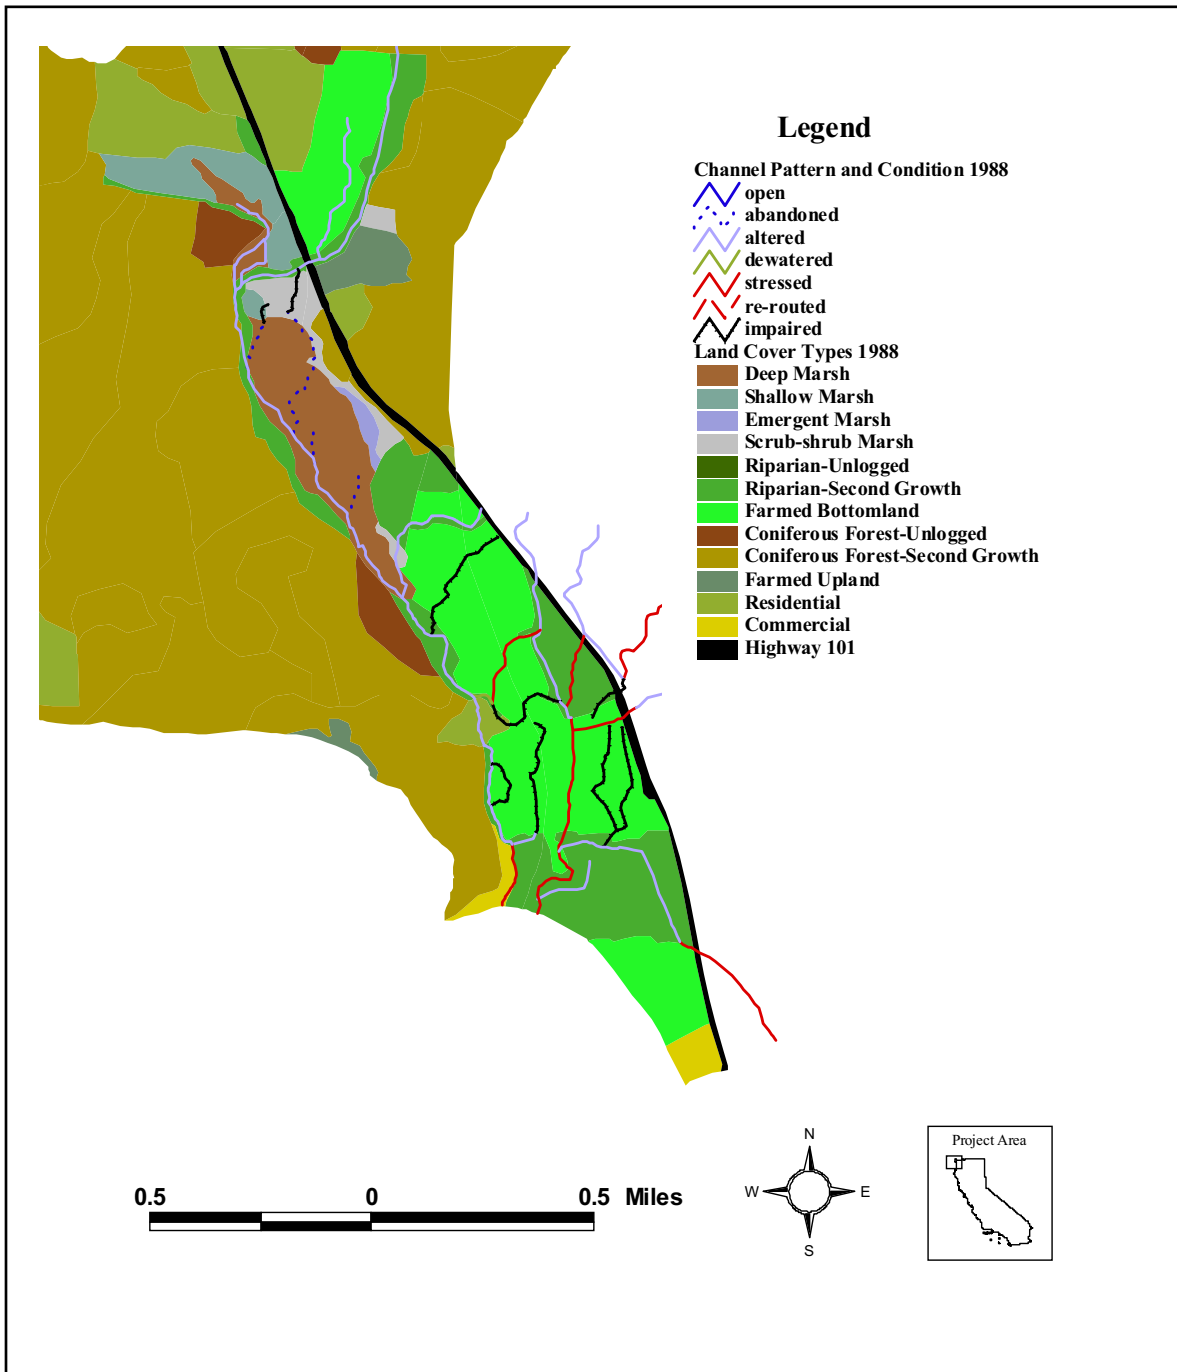 Legend
Channel Pattern and Condition 1988
open
abandoned
altered
dewatered
stressed
re-routed
impaired
Land Cover Types 1988
Deep Marsh
Shallow Marsh
Emergent Marsh
Scrub-shrub Marsh
Riparian-Unlogged
Riparian-Second Growth
Farmed Bottomland
Coniferous Forest-Unlogged
Coniferous Forest-Second Growth
Farmed Upland
Residential
Commercial
Highway 101
0.5 0 0.5 Miles
N
W E
S
Project Area